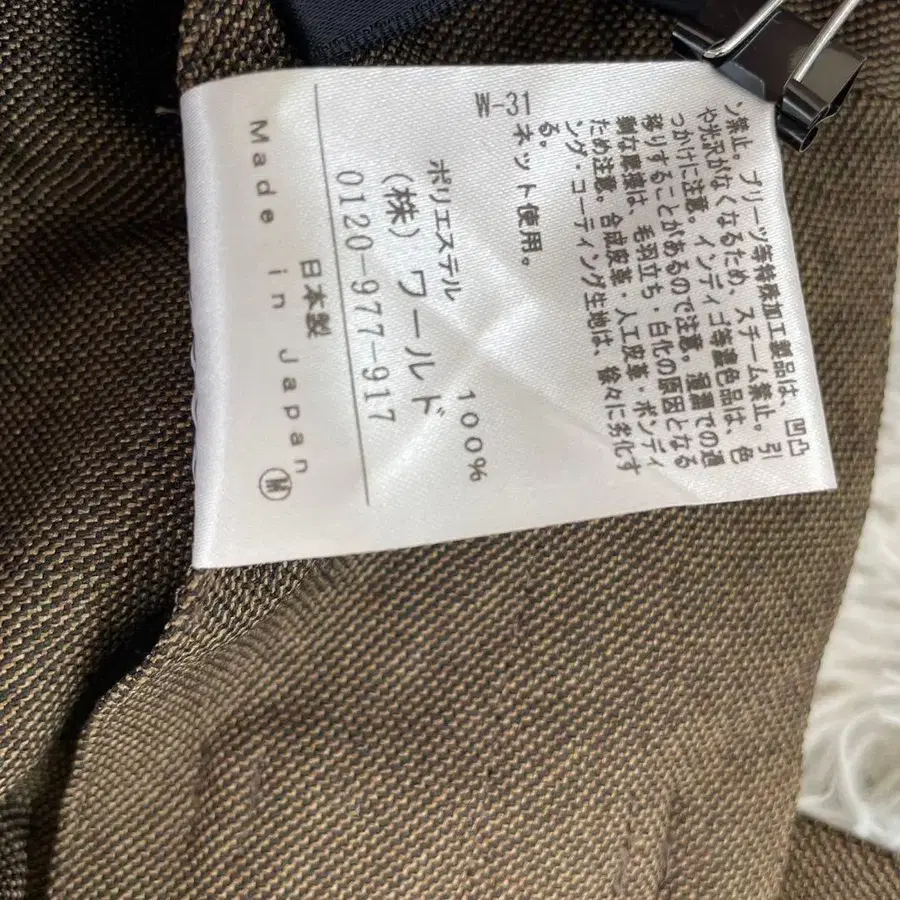 ン禁止。プリーツ等特殊加工製品は、凹凸
や光沢がなくなるため、スチーム禁止。引
っかけに注意。インディゴ等濃色品は、色
移りすることがあるので注意。湿潤での過
剰な摩擦は、毛羽立ち・白化の原因となる
ため注意。合成皮革・人工皮革・ボンディ
ング・コーティング生地は、徐々に劣化す
る。
ネット使用。
W-31
ポリエステル 100%
(株)ワールド
0120-977-917
日本製
Made in Japan Ⓜ